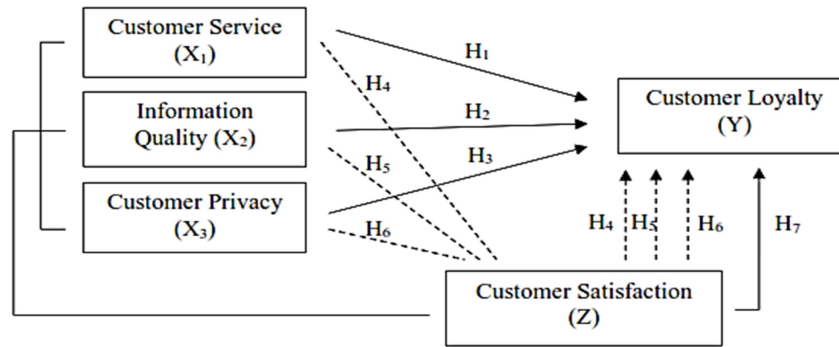 Customer Service
(X₁)
H₁
H₄
Customer Loyalty
(Y)
Information
Quality (X₂)
H₂
H₅
H₃
Customer Privacy
(X₃)
H₆
H₄
H₅
H₆
H₇
Customer Satisfaction
(Z)